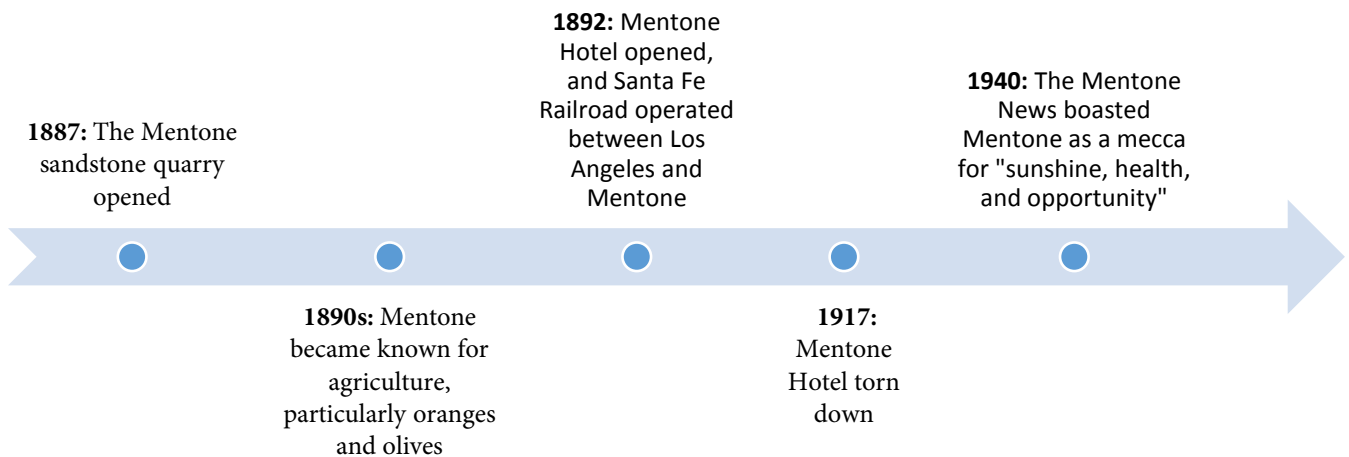 1887: The Mentone
sandstone quarry
opened
1890s: Mentone
became known for
agriculture,
particularly oranges
and olives
1892: Mentone
Hotel opened,
and Santa Fe
Railroad operated
between Los
Angeles and
Mentone
1917:
Mentone
Hotel torn
down
1940: The Mentone
News boasted
Mentone as a mecca
for "sunshine, health,
and opportunity"